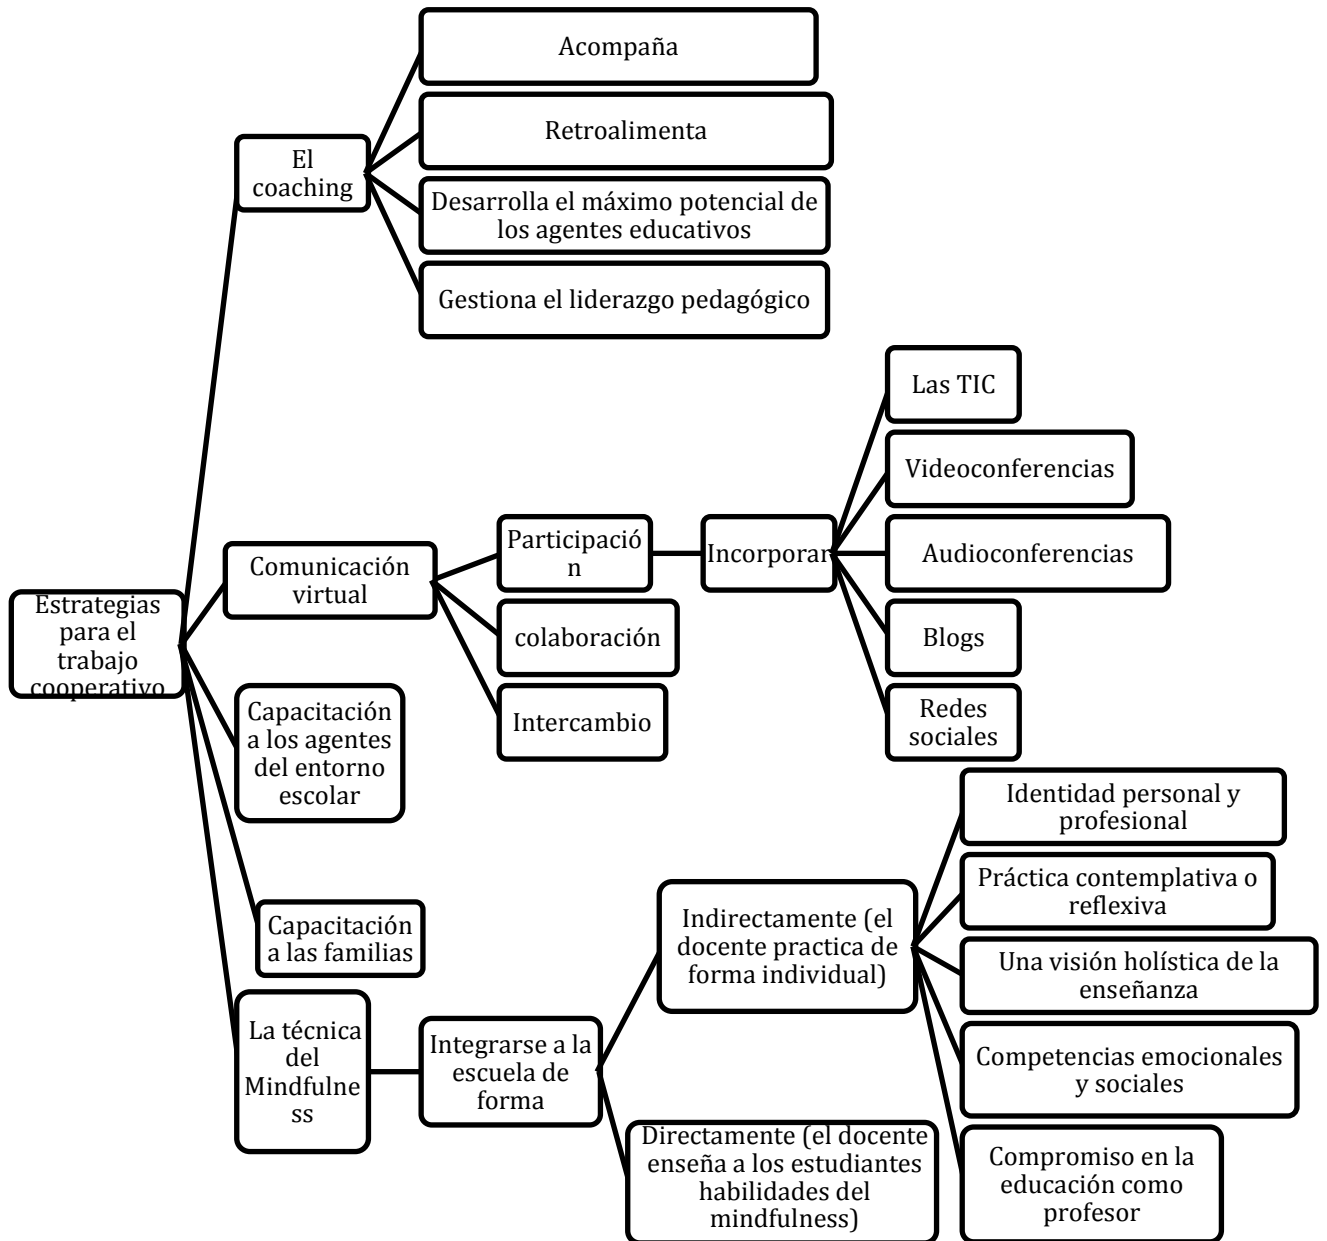 Acompaña
Retroalimenta
El
coaching
Desarrolla el máximo potencial de
los agentes educativos
Gestiona el liderazgo pedagógico
Las TIC
Videoconferencias
Participació
n
Incorporar
Audioconferencias
Comunicación
virtual
Estrategias
para el
trabajo
cooperativo
colaboración
Blogs
Intercambio
Redes
sociales
Capacitación
a los agentes
del entorno
escolar
Identidad personal y
profesional
Práctica contemplativa o
reflexiva
Indirectamente (el
docente practica de
forma individual)
Capacitación
a las familias
Una visión holística de la
enseñanza
La técnica
del
Mindfulne
ss
Integrarse a la
escuela de
forma
Competencias emocionales
y sociales
Directamente (el docente
enseña a los estudiantes
habilidades del
mindfulness)
Compromiso en la
educación como
profesor